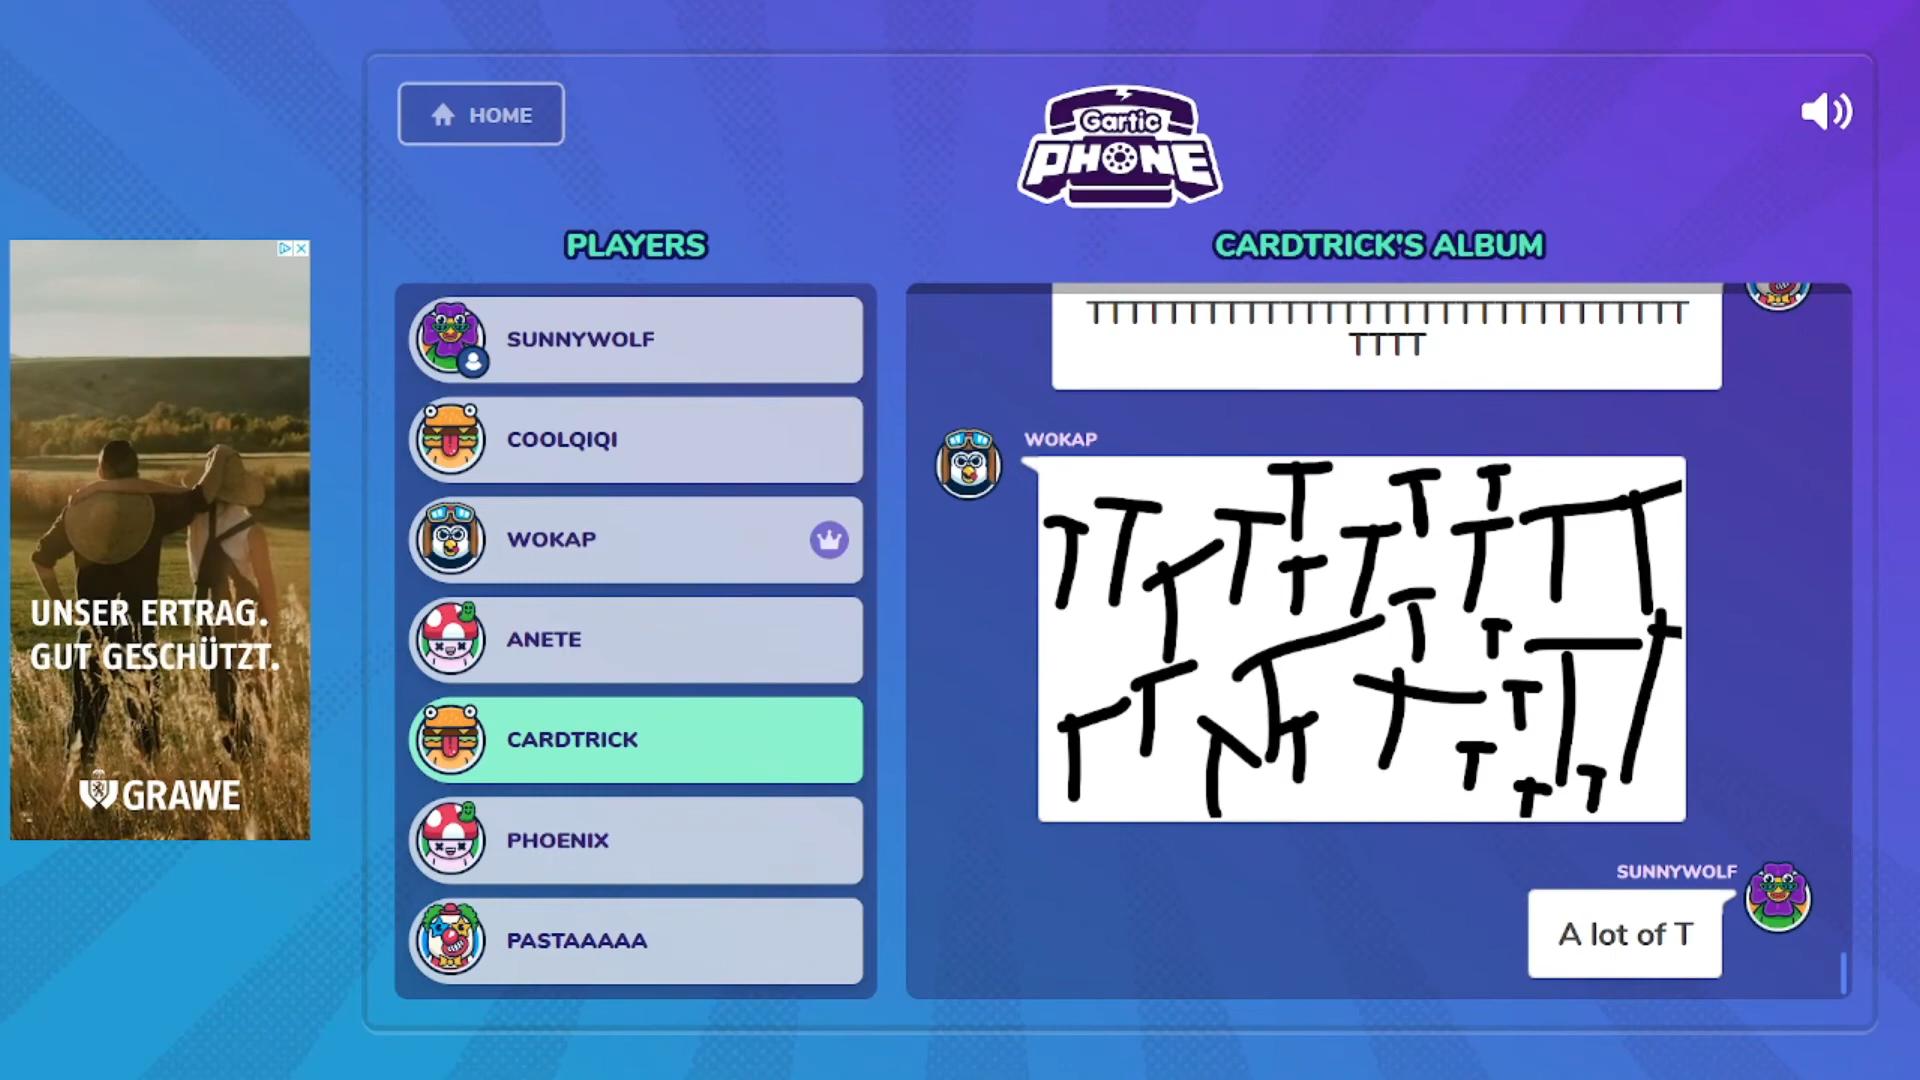 HOME
Gartic
PHONE
PLAYERS
SUNNYWOLF
COOLQIQI
WOKAP
ANETE
CARDTRICK
PHOENIX
PASTAAAAA
CARDTRICK'S ALBUM
TTTTTTTTTTTTTTTTTTTTTTTTTTTTTTT
TTTT
WOKAP
SUNNYWOLF
A lot of T
UNSER ERTRAG.
GUT GESCHÜTZT.
GRAWE